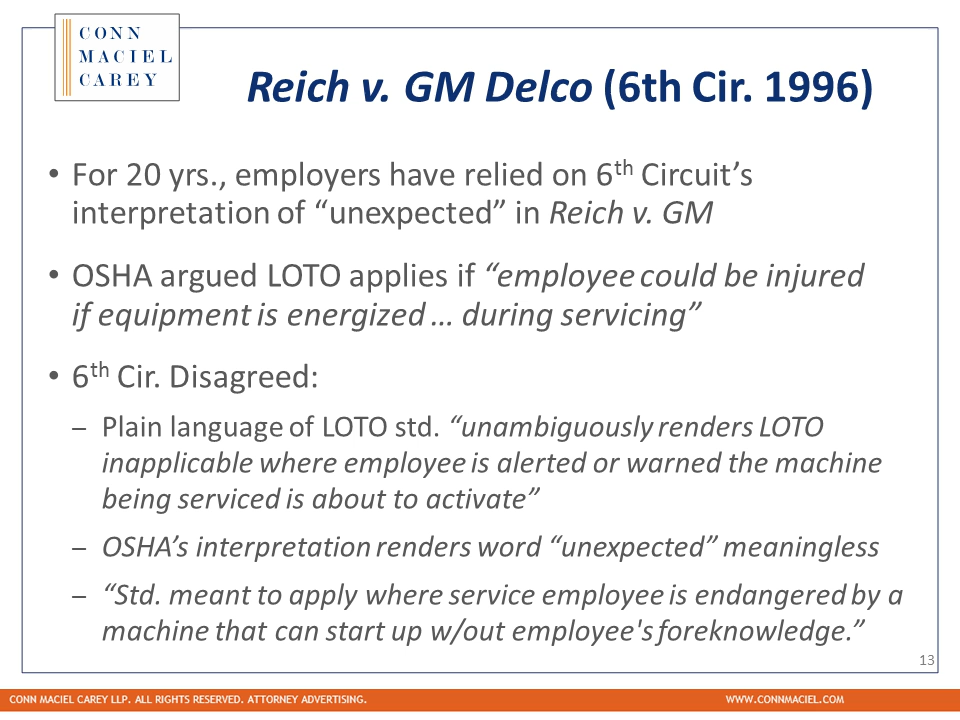 CONN
MACIEL
CAREY
Reich v. GM Delco (6th Cir. 1996)
• For 20 yrs., employers have relied on 6th Circuit’s
interpretation of “unexpected” in Reich v. GM
• OSHA argued LOTO applies if “employee could be injured
if equipment is energized … during servicing”
• 6th Cir. Disagreed:
– Plain language of LOTO std. “unambiguously renders LOTO
inapplicable where employee is alerted or warned the machine
being serviced is about to activate”
– OSHA’s interpretation renders word “unexpected” meaningless
– “Std. meant to apply where service employee is endangered by a
machine that can start up w/out employee's foreknowledge.”
13
CONN MACIEL CAREY LLP. ALL RIGHTS RESERVED. ATTORNEY ADVERTISING.
WWW.CONNMACIEL.COM